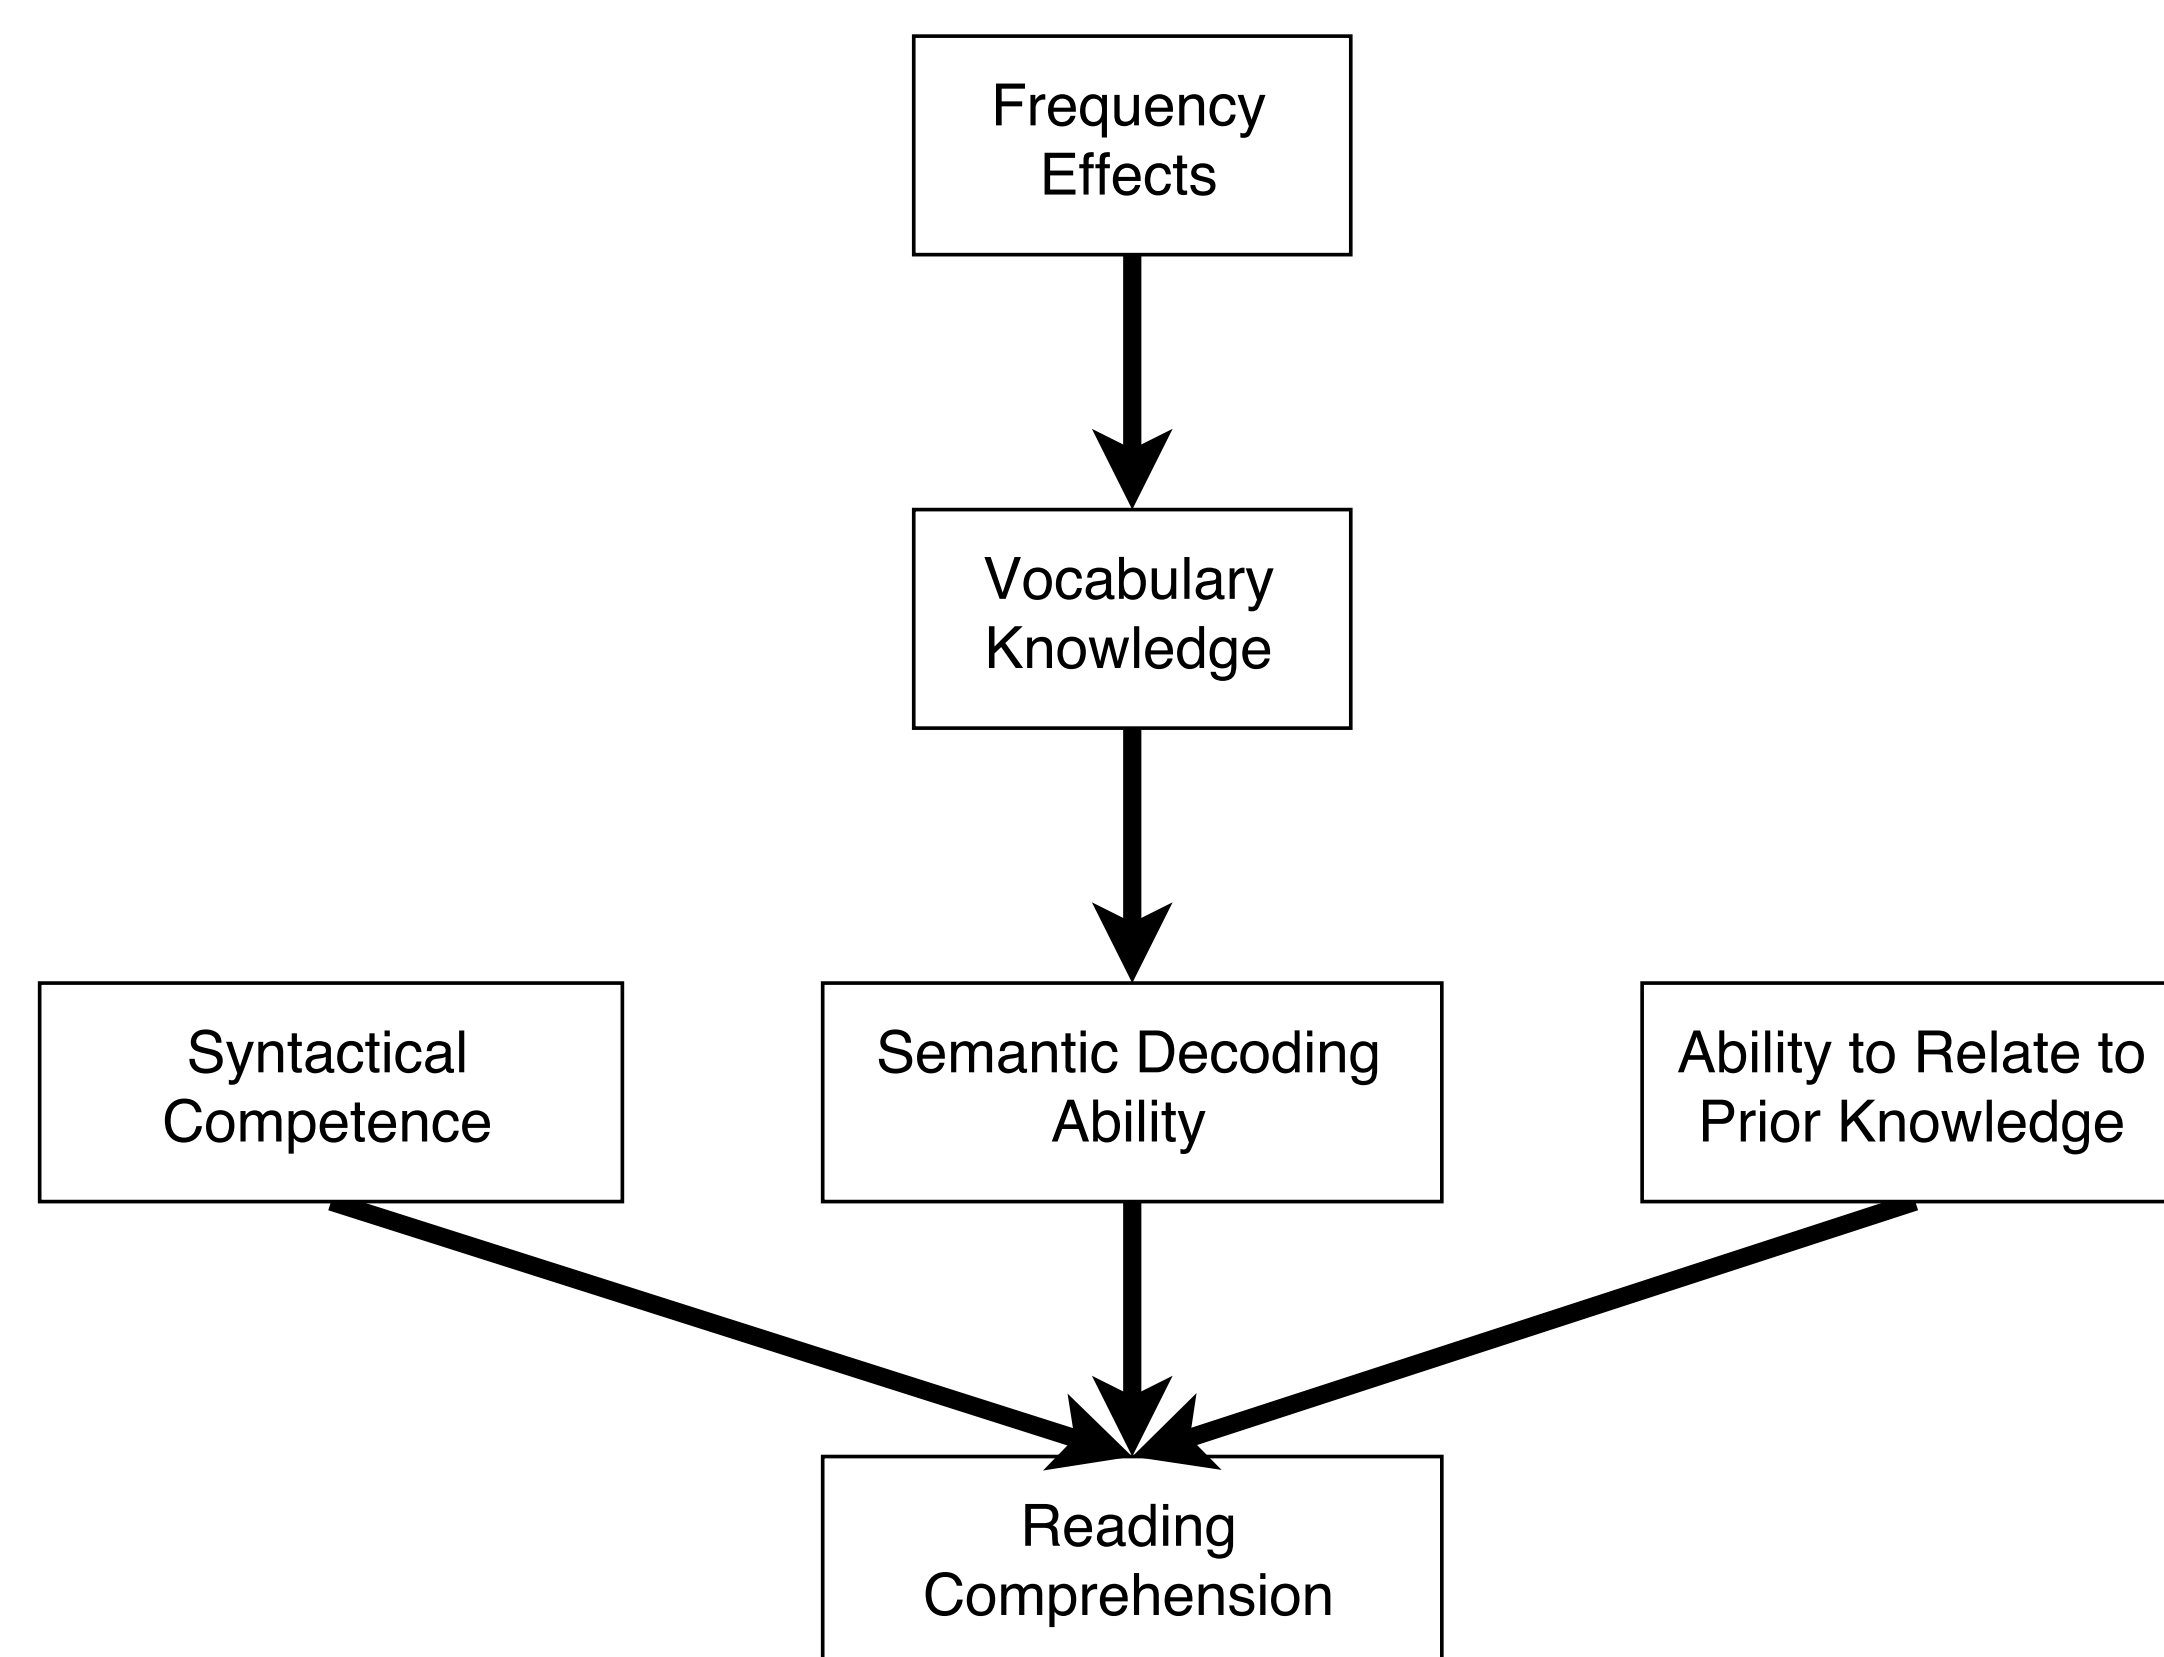 Frequency
Effects
Vocabulary
Knowledge
Syntactical
Competence
Semantic Decoding
Ability
Ability to Relate to
Prior Knowledge
Reading
Comprehension